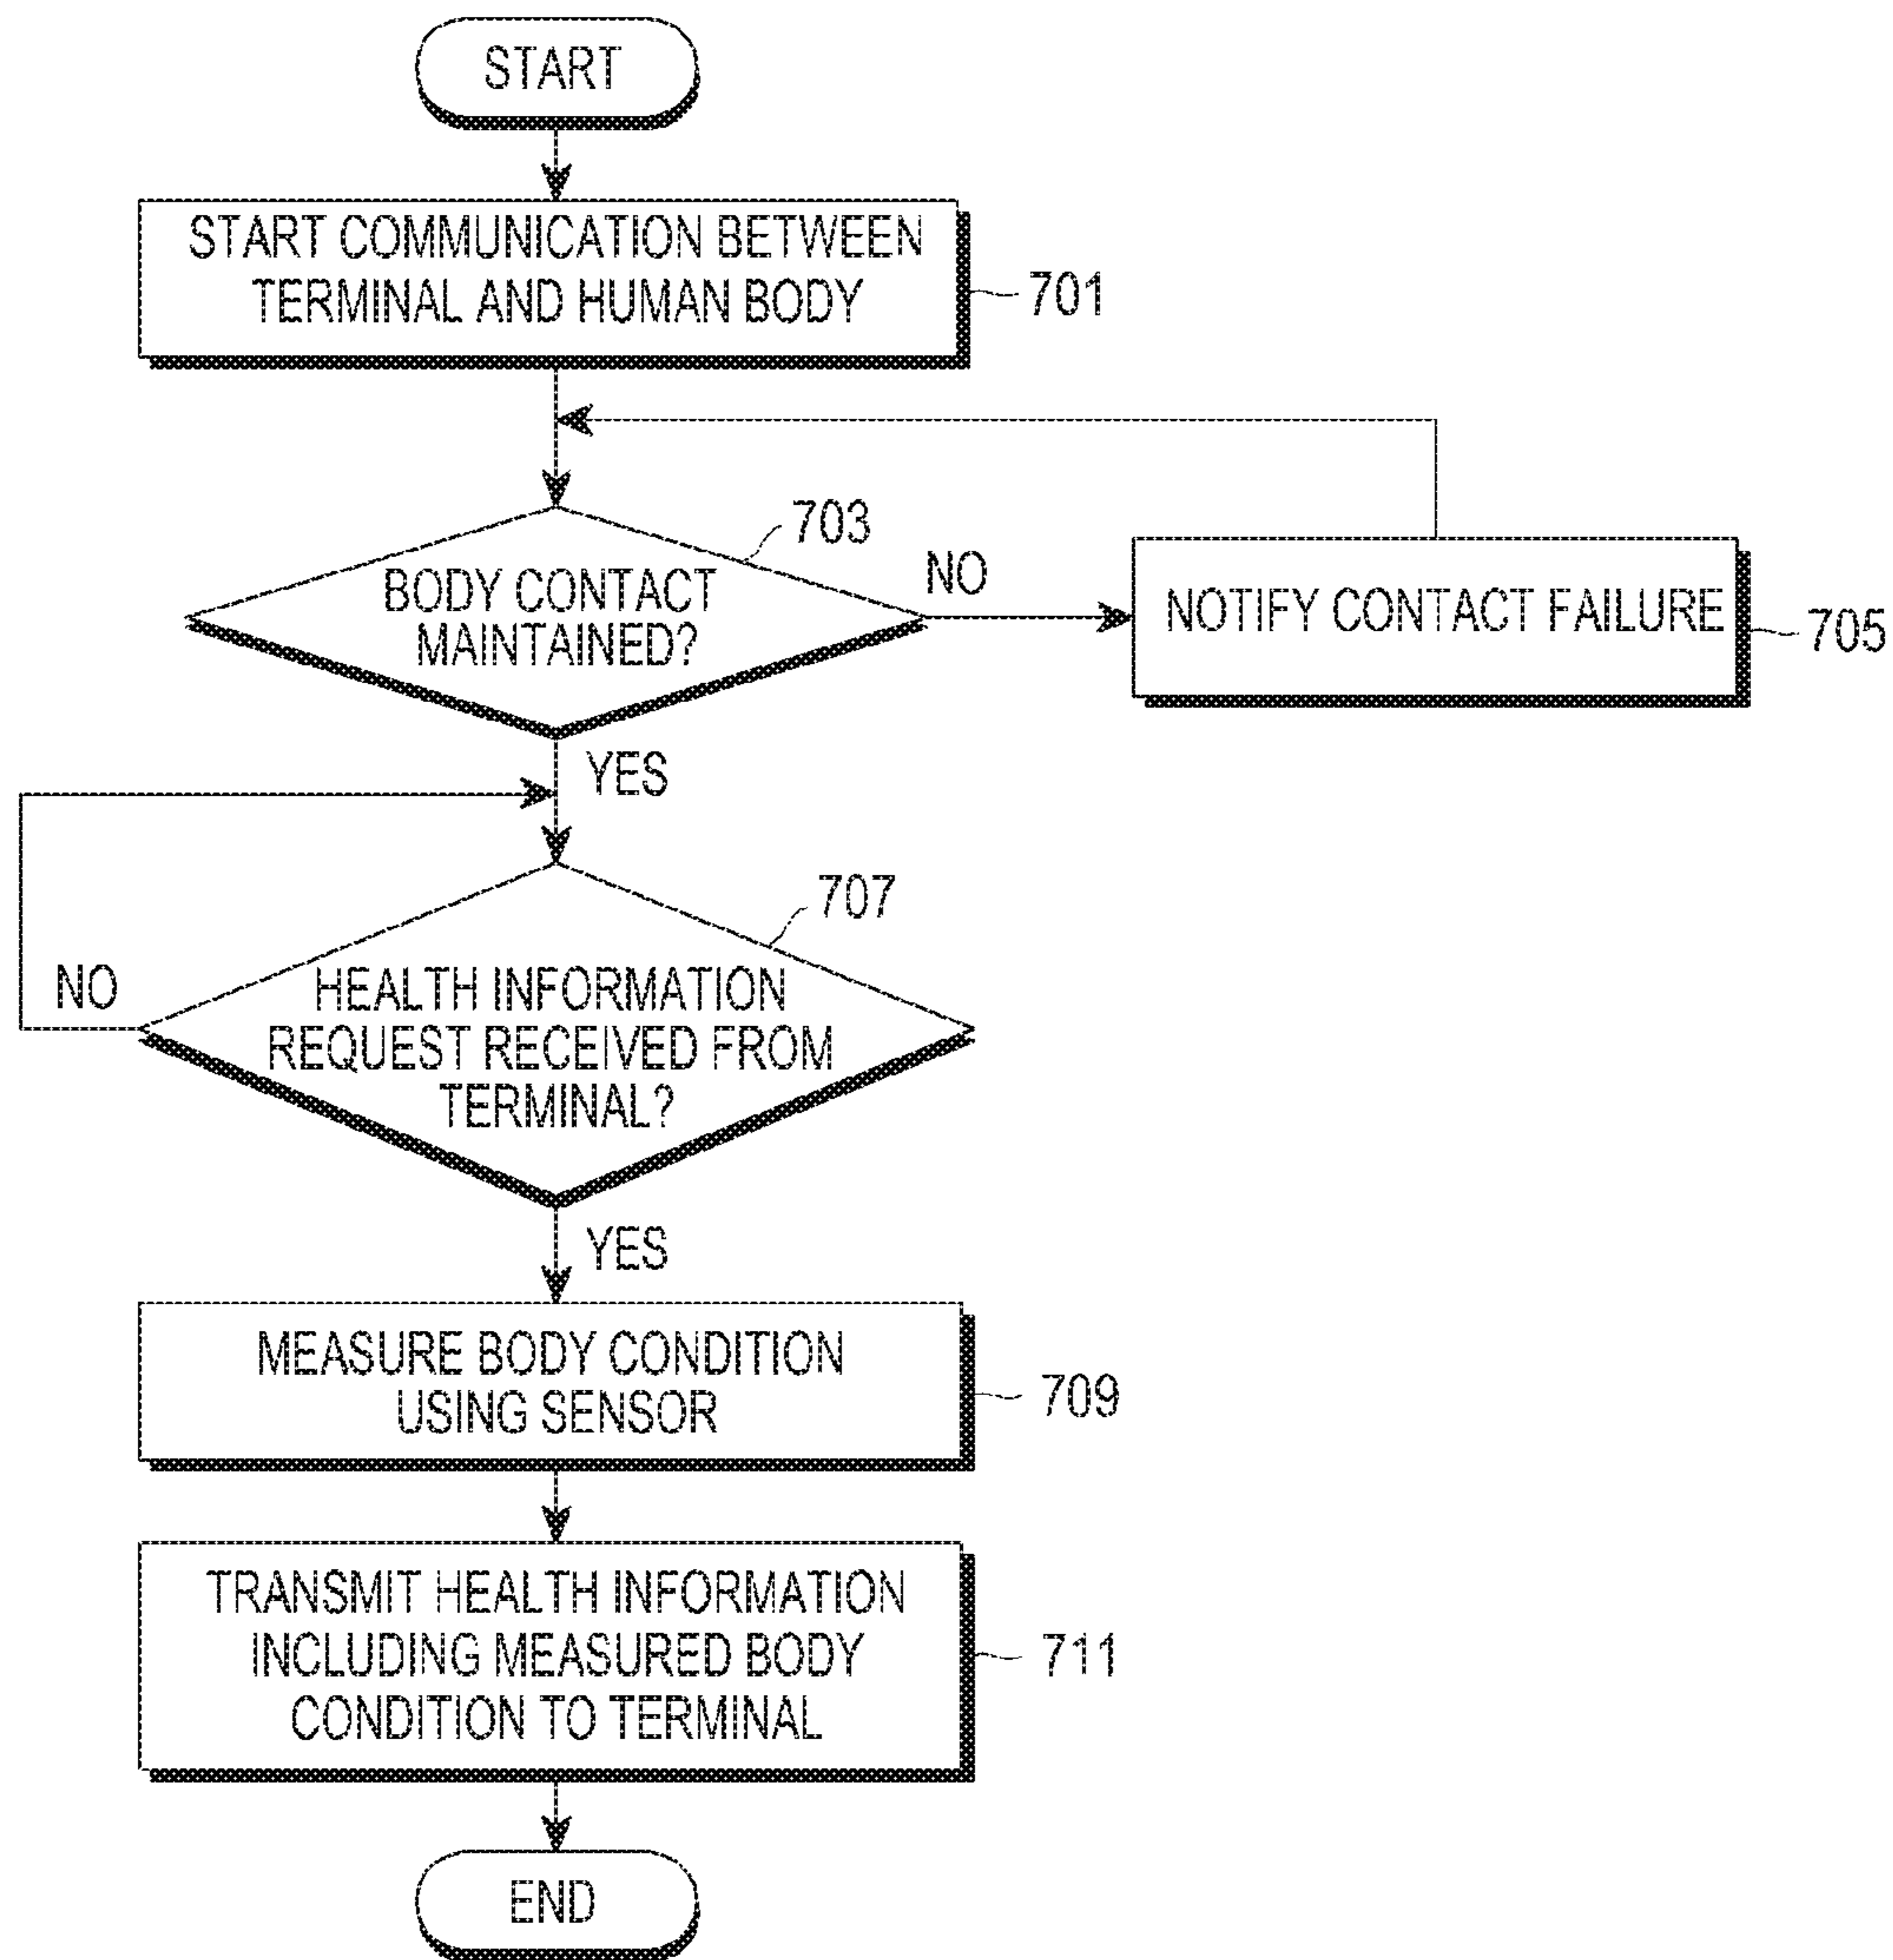 START
START COMMUNICATION BETWEEN
TERMINAL AND HUMAN BODY
701
703
BODY CONTACT
MAINTAINED?
NO
NOTIFY CONTACT FAILURE
705
YES
707
NO
HEALTH INFORMATION
REQUEST RECEIVED FROM
TERMINAL?
YES
MEASURE BODY CONDITION
USING SENSOR
709
TRANSMIT HEALTH INFORMATION
INCLUDING MEASURED BODY
CONDITION TO TERMINAL
711
END